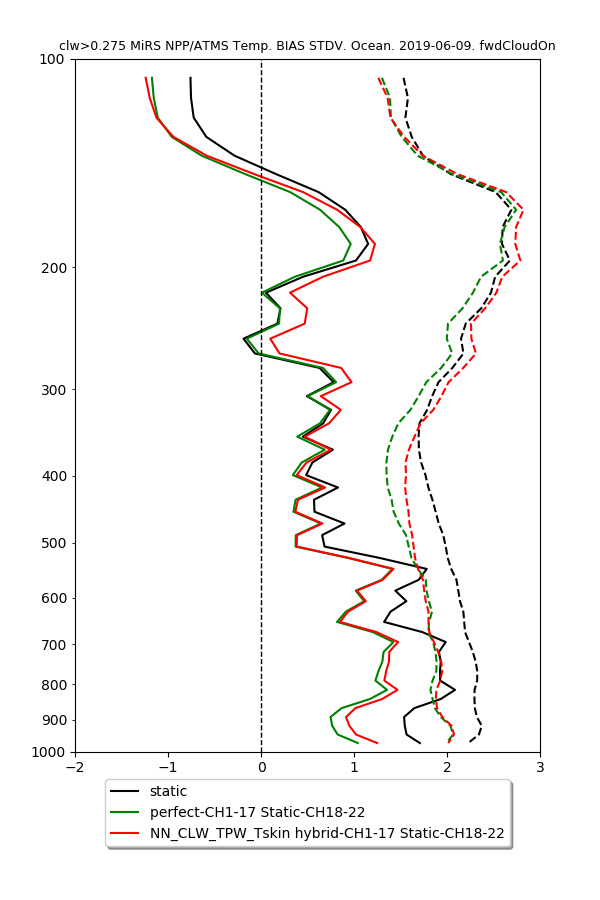 clw>0.275 MiRS NPP/ATMS Temp. BIAS STDV. Ocean. 2019-06-09. fwdCloudOn
100
200
300
400
500
600
700
800
900
1000
−2 −1 0 1 2 3
static
perfect-CH1-17 Static-CH18-22
NN_CLW_TPW_Tskin hybrid-CH1-17 Static-CH18-22